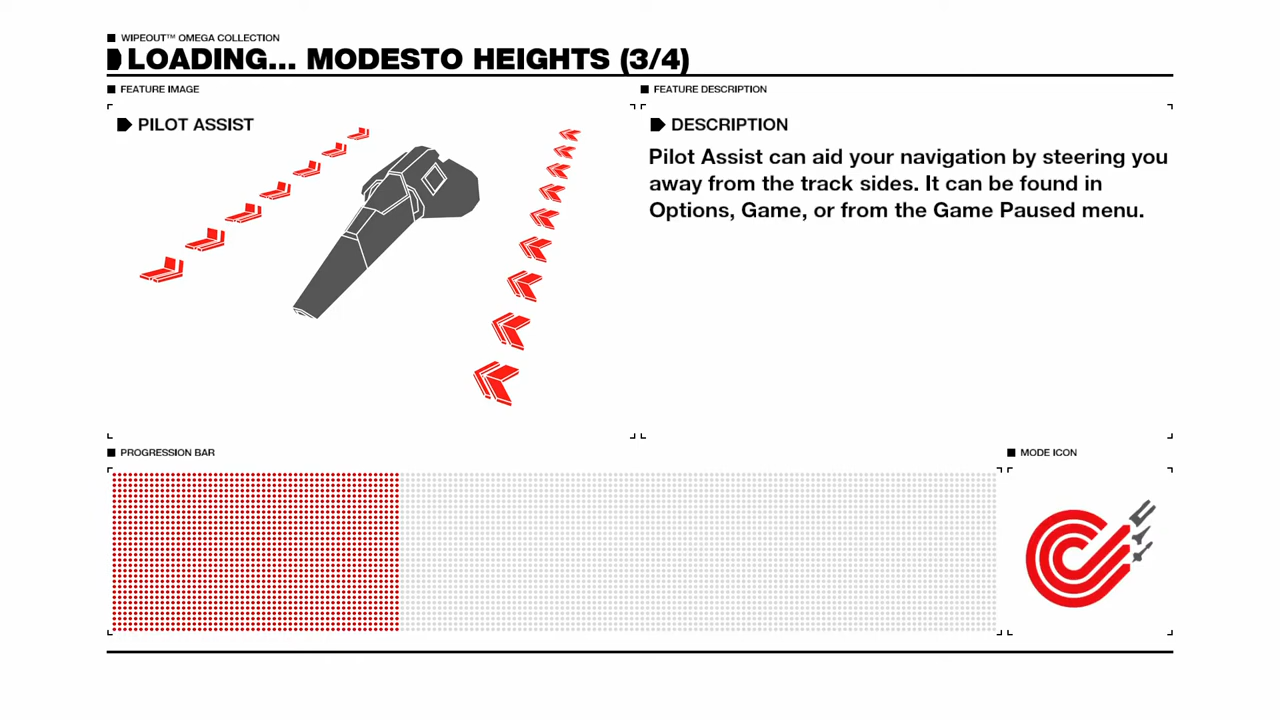 WIPEOUT™ OMEGA COLLECTION
LOADING... MODESTO HEIGHTS (3/4)
FEATURE IMAGE
PILOT ASSIST
FEATURE DESCRIPTION
DESCRIPTION
Pilot Assist can aid your navigation by steering you
away from the track sides. It can be found in
Options, Game, or from the Game Paused menu.
PROGRESSION BAR
MODE ICON